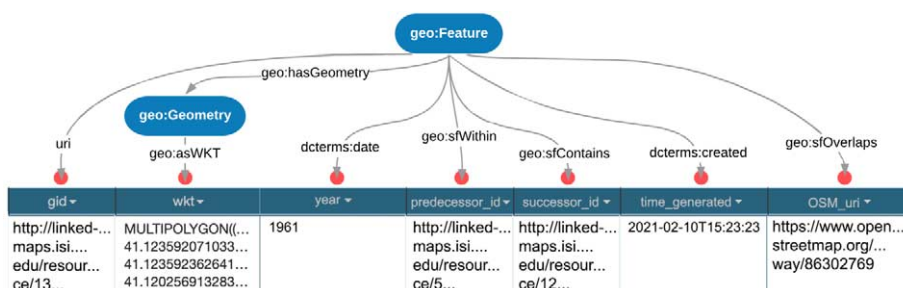 geo:Feature
geo:hasGeometry
geo:Geometry
uri
geo:asWKT
dcterms:date
geo:sfWithin
geo:sfContains
dcterms:created
geo:sfOverlaps
gid wkt year predecessor_id successor_id time_generated OSM_uri
http://linked-... MULTIPOLYGON((... 1961 http://linked-... http://linked-... 2021-02-10T15:23:23 https://www.open...
maps.isi.... 41.123592071033... maps.isi.... maps.isi.... streetmap.org/...
edu/resour... 41.123592362641... edu/resour... edu/resour... way/86302769
ce/13... 41.120256913283... ce/5... ce/12...